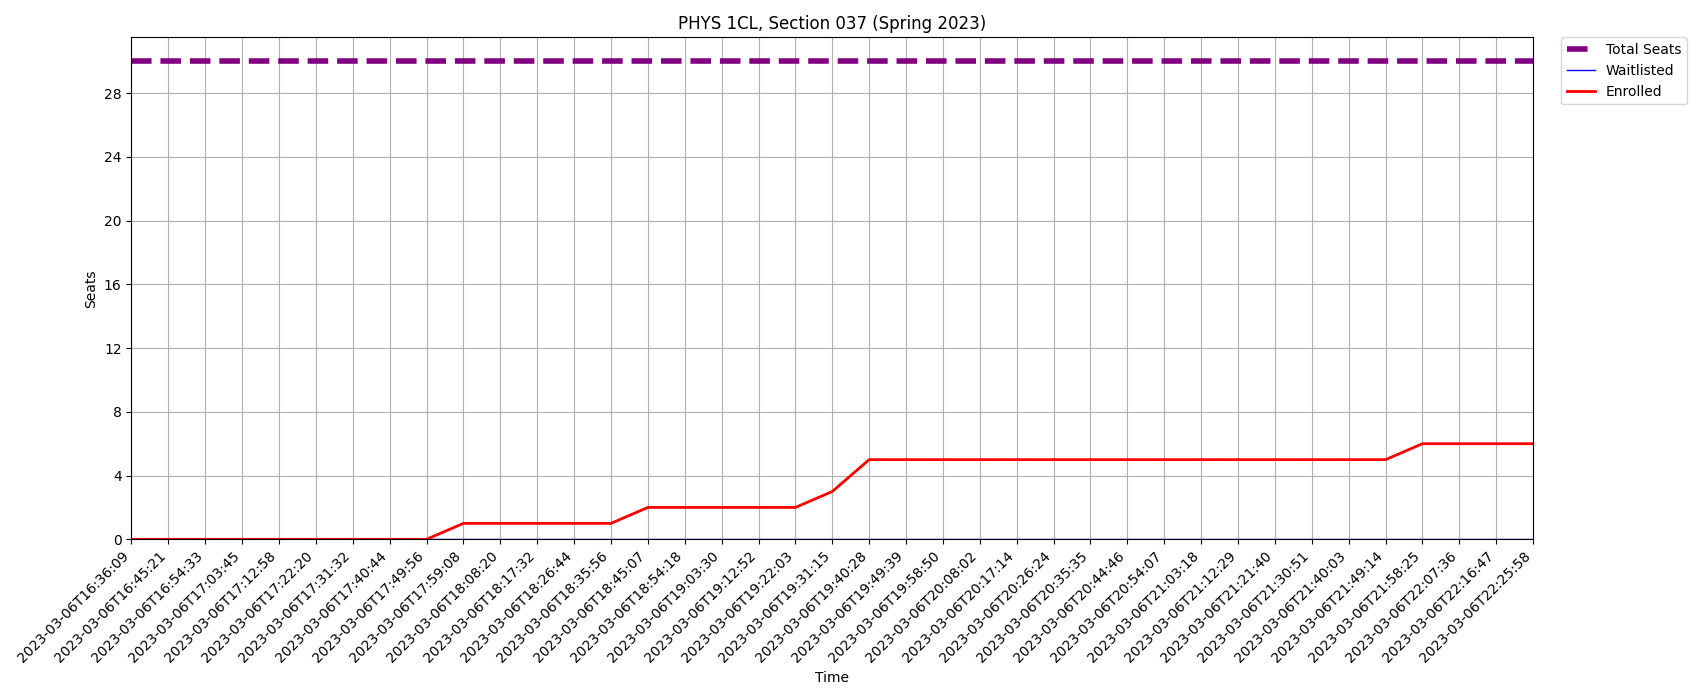 PHYS 1CL, Section 037 (Spring 2023)
Total Seats
Waitlisted
Enrolled
Seats
28
24
20
16
12
8
4
0
2023-03-06T16:36:09
2023-03-06T16:45:21
2023-03-06T16:54:33
2023-03-06T17:03:45
2023-03-06T17:12:58
2023-03-06T17:22:20
2023-03-06T17:31:32
2023-03-06T17:40:44
2023-03-06T17:49:56
2023-03-06T17:59:08
2023-03-06T18:08:20
2023-03-06T18:17:32
2023-03-06T18:26:44
2023-03-06T18:35:56
2023-03-06T18:45:07
2023-03-06T18:54:18
2023-03-06T19:03:30
2023-03-06T19:12:52
2023-03-06T19:22:03
2023-03-06T19:31:15
2023-03-06T19:40:28
2023-03-06T19:49:39
2023-03-06T19:58:50
2023-03-06T20:08:02
2023-03-06T20:17:14
2023-03-06T20:26:24
2023-03-06T20:35:35
2023-03-06T20:44:46
2023-03-06T20:54:07
2023-03-06T21:03:18
2023-03-06T21:12:29
2023-03-06T21:21:40
2023-03-06T21:30:51
2023-03-06T21:40:03
2023-03-06T21:49:14
2023-03-06T21:58:25
2023-03-06T22:07:36
2023-03-06T22:16:47
2023-03-06T22:25:58
Time